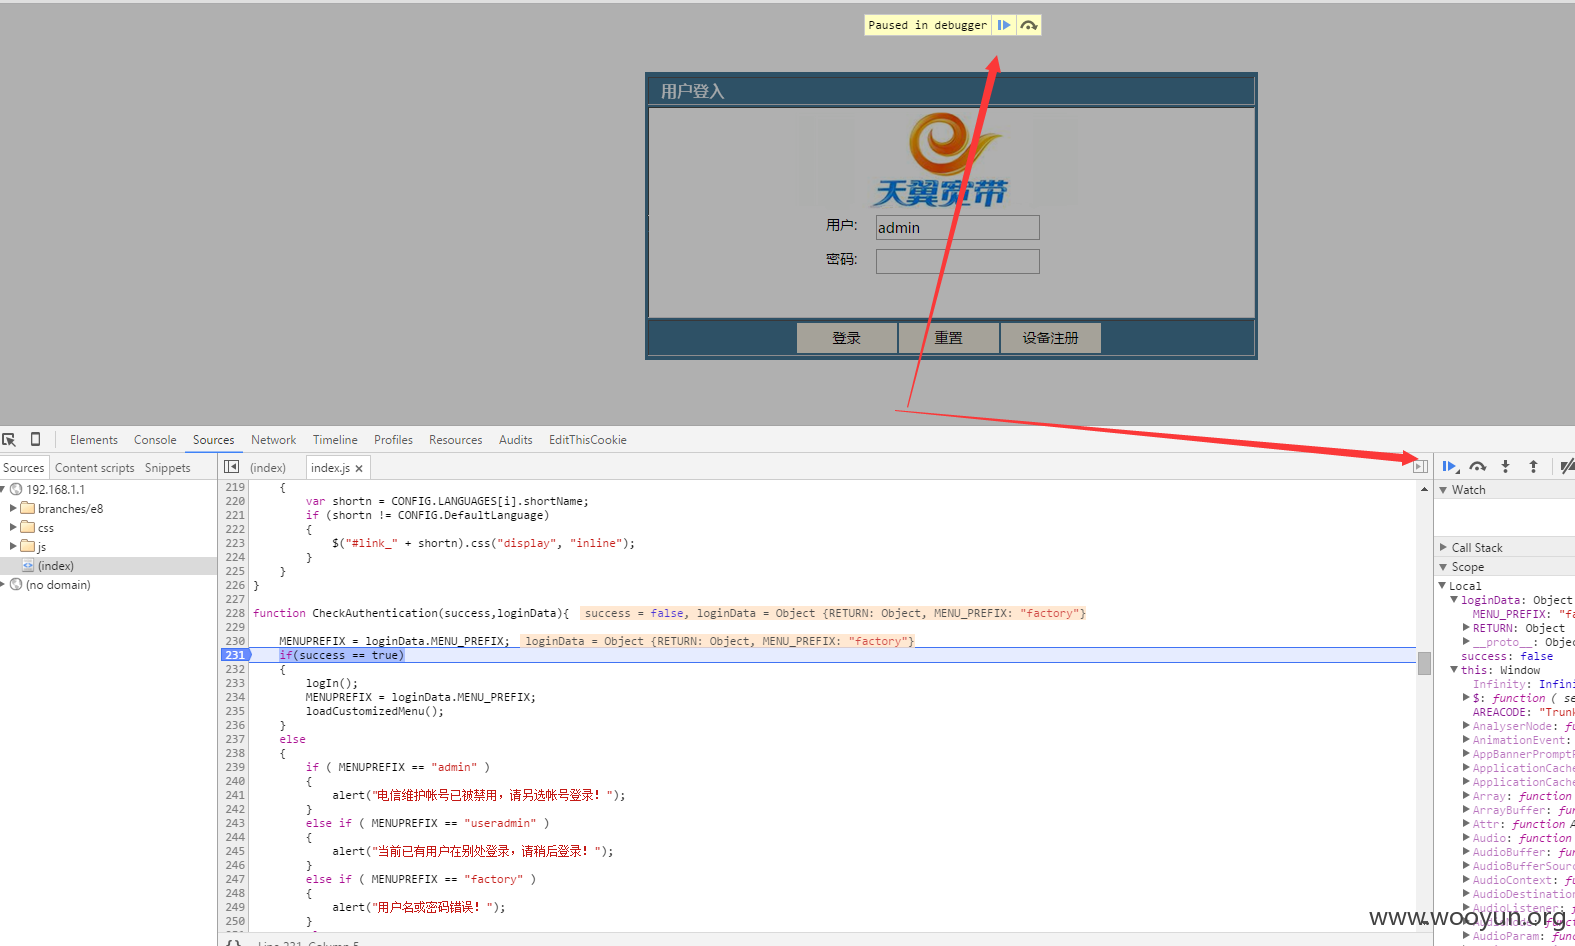 Paused in debugger
用户登入
天翼宽带
用户:
admin
密码:
登录
重置
设备注册
Elements Console Sources Network Timeline Profiles Resources Audits EditThisCookie
Sources Content scripts Snippets
(index) index.js ×
192.168.1.1
branches/e8
css
js
(index)
(no domain)
219 {
220 var shortn = CONFIG.LANGUAGES[i].shortName;
221 if (shortn != CONFIG.DefaultLanguage)
222 {
223 $("#link_" + shortn).css("display", "inline");
224 }
225 }
226 }
227
228 function CheckAuthentication(success,loginData){ success = false, loginData = Object {RETURN: Object, MENU_PREFIX: "factory"}
229
230 MENUPREFIX = loginData.MENU_PREFIX; loginData = Object {RETURN: Object, MENU_PREFIX: "factory"}
231 if(success == true)
232 {
233 logIn();
234 MENUPREFIX = loginData.MENU_PREFIX;
235 loadCustomizedMenu();
236 }
237 else
238 {
239 if ( MENUPREFIX == "admin" )
240 {
241 alert("电信维护帐号已被禁用，请另选帐号登录！");
242 }
243 else if ( MENUPREFIX == "useradmin" )
244 {
245 alert("当前已有用户在别处登录，请稍后登录！");
246 }
247 else if ( MENUPREFIX == "factory" )
248 {
249 alert("用户名或密码错误！");
250 }
{} Line 231, Column 5
Watch
Call Stack
Scope
Local
loginData: Object
MENU_PREFIX: "fa
RETURN: Object
__proto__: Objec
success: false
this: Window
Infinity: Infini
$: function ( se
AREACODE: "Trunk
AnalyserNode: fu
AnimationEvent:
AppBannerPromptR
ApplicationCache
ApplicationCache
Array: function
ArrayBuffer: fun
Attr: function A
Audio: function
AudioBuffer: fun
AudioBufferSourc
AudioContext: fu
AudioDestination
AudioListener: f
AudioNode: funct
AudioParam: func
www.wooyun.org